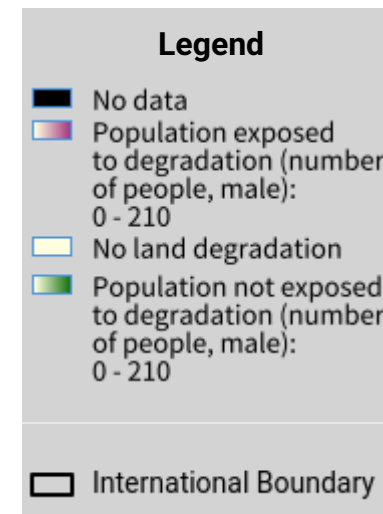 Legend
No data
Population exposed
to degradation (number
of people, male):
0 - 210
No land degradation
Population not exposed
to degradation (number
of people, male):
0 - 210
International Boundary